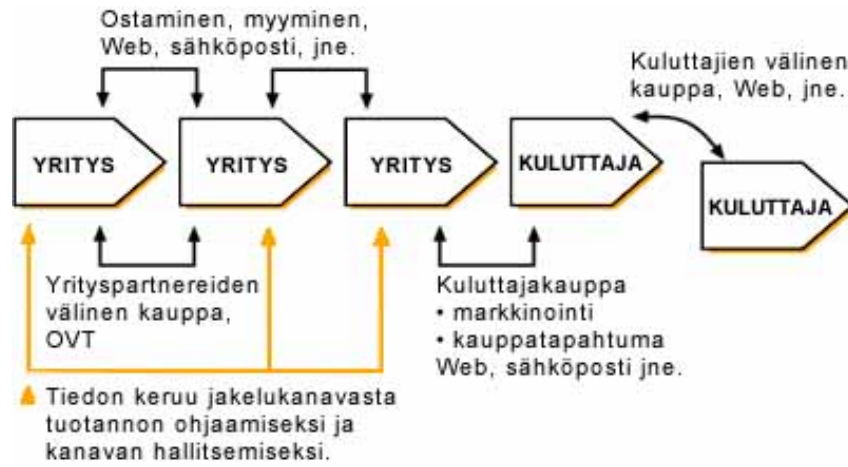 Ostaminen, myyminen,
Web, sähköposti, jne.
Kuluttajien välinen
kauppa, Web, jne.
YRITYS
YRITYS
YRITYS
KULUTTAJA
KULUTTAJA
Yrityspartnereiden
välinen kauppa,
OVT
Kuluttajakauppa
• markkinointi
• kauppatapahtuma
Web, sähköposti jne.
Tiedon keruu jakelukanavasta
tuotannon ohjaamiseksi ja
kanavan hallitsemiseksi.